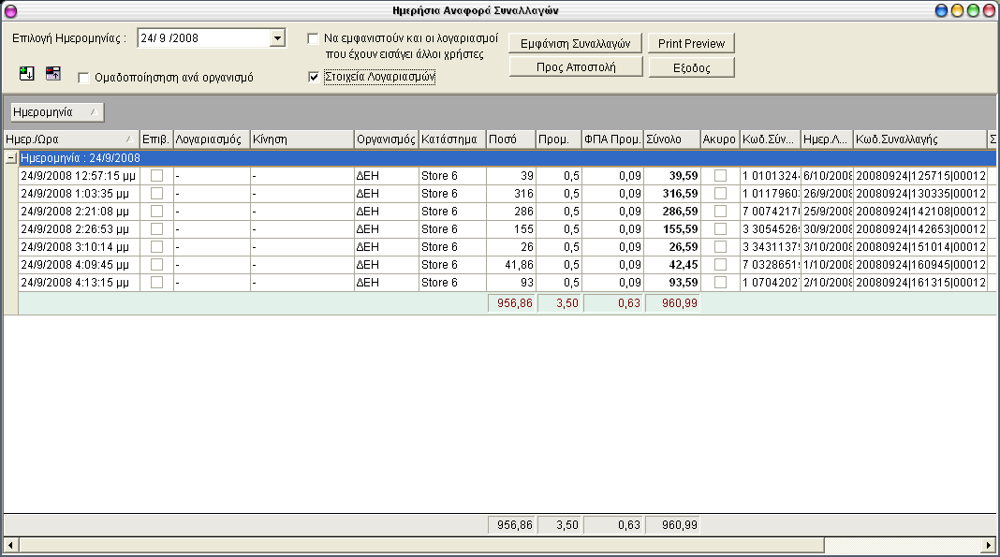 Ημερήσια Αναφορά Συναλλαγών
Επιλογή Ημερομηνίας : 24/ 9 /2008
Να εμφανιστούν και οι λογαριασμοί
που έχουν εισάγει άλλοι χρήστες
Εμφάνιση Συναλλαγών Print Preview
Ομαδοποίησηση ανά οργανισμό
Στοιχεία Λογαριασμών
Προς Αποστολή Εξοδος
Ημερομηνία
Ημερ./Ωρα Επιβ. Λογαριασμός Κίνηση Οργανισμός Κατάστημα Ποσό Προμ. ΦΠΑ Προμ. Σύνολο Ακυρο Κωδ.Σύν... Ημερ.Λ... Κωδ.Συναλλαγής Σ
Ημερομηνία : 24/9/2008
24/9/2008 12:57:15 μμ - - ΔΕΗ Store 6 39 0,5 0,09 39,59 1 0101324 6/10/2008 20080924|125715|00012
24/9/2008 1:03:35 μμ - - ΔΕΗ Store 6 316 0,5 0,09 316,59 1 0117960 26/9/2008 20080924|130335|00012
24/9/2008 2:21:08 μμ - - ΔΕΗ Store 6 286 0,5 0,09 286,59 7 0074217 25/9/2008 20080924|142108|00012
24/9/2008 2:26:53 μμ - - ΔΕΗ Store 6 155 0,5 0,09 155,59 3 3054526 30/9/2008 20080924|142653|00012
24/9/2008 3:10:14 μμ - - ΔΕΗ Store 6 26 0,5 0,09 26,59 3 3431137 3/10/2008 20080924|151014|00012
24/9/2008 4:09:45 μμ - - ΔΕΗ Store 6 41,86 0,5 0,09 42,45 7 0328651 1/10/2008 20080924|160945|00012
24/9/2008 4:13:15 μμ - - ΔΕΗ Store 6 93 0,5 0,09 93,59 1 0704202 2/10/2008 20080924|161315|00012
956,86 3,50 0,63 960,99
956,86 3,50 0,63 960,99